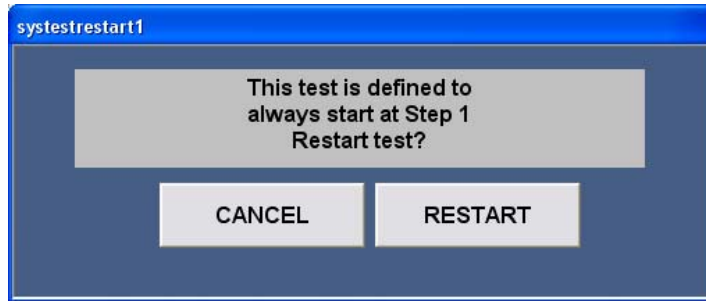 systestrestart1
This test is defined to
always start at Step 1
Restart test?
CANCEL
RESTART